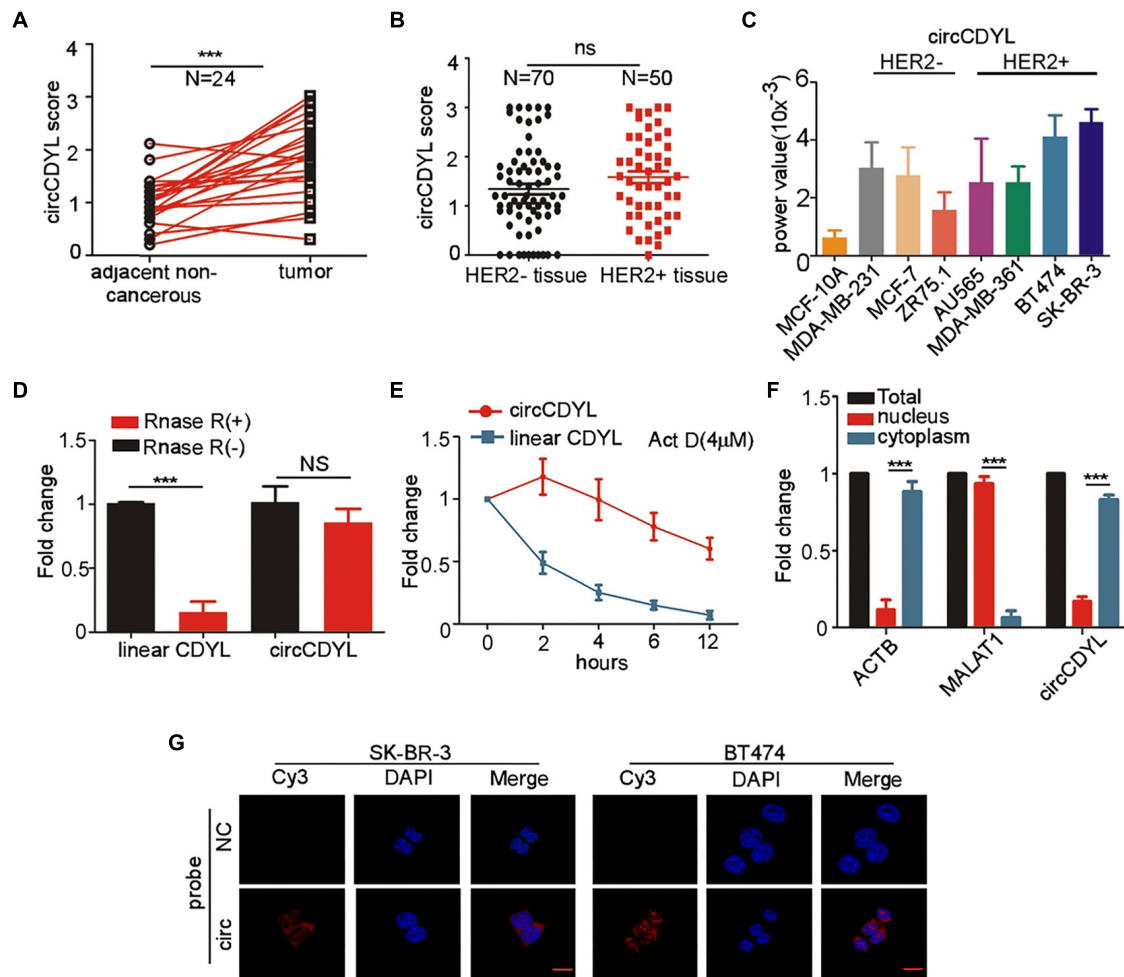 A
circCDYL score
4
3
2
1
0
***
N=24
adjacent non-
cancerous
tumor
B
circCDYL score
4
3
2
1
0
ns
N=70
N=50
HER2- tissue
HER2+ tissue
C
circCDYL
HER2-
HER2+
power value(10x⁻³)
6
4
2
0
MCF-10A
MDA-MB-231
MCF-7
ZR75.1
AU565
MDA-MB-361
BT474
SK-BR-3
D
Rnase R(+)
Rnase R(-)
Fold change
1.5
1
0.5
0
***
NS
linear CDYL
circCDYL
E
circCDYL
linear CDYL
Act D(4μM)
Fold change
1.5
1
0.5
0
0
2
4
6
12
hours
F
Total
nucleus
cytoplasm
Fold change
1.5
1
0.5
0
***
***
***
ACTB
MALAT1
circCDYL
G
SK-BR-3
BT474
Cy3
DAPI
Merge
Cy3
DAPI
Merge
probe
NC
circ